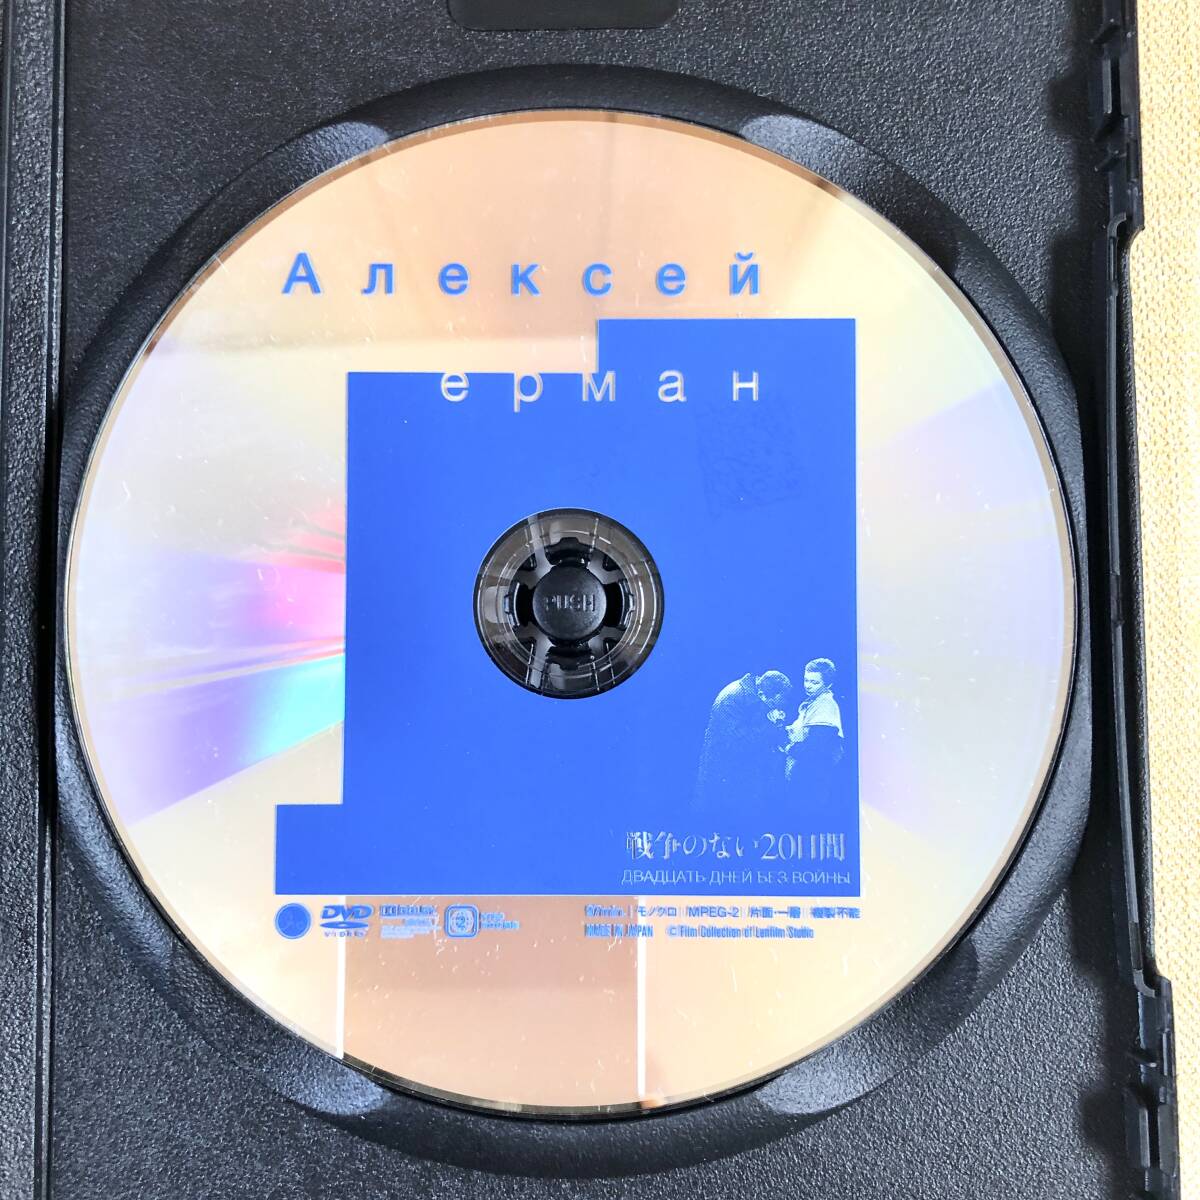 Алексей
ерман
PUSH
戦争のない20日間
ДВАДЦАТЬ ДНЕЙ БЕЗ ВОЙНЫ
DVD モノクロ MPEG-2 片面・一層 複製不能
VIDEO MADE IN JAPAN © Film Collection of Lenfilm Studio